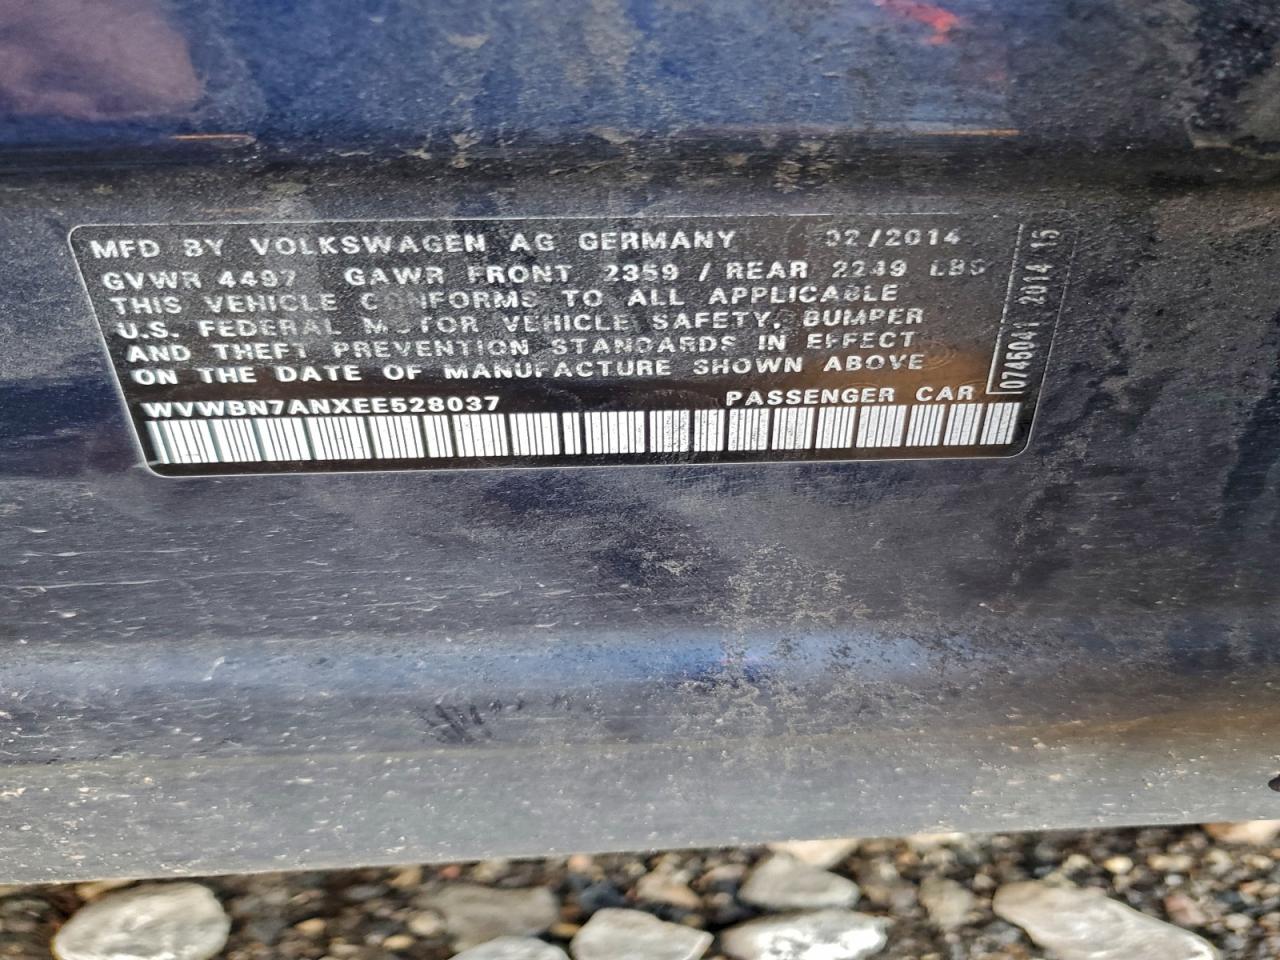 MFD BY VOLKSWAGEN AG GERMANY 02/2014
GVWR 4497 GAWR FRONT 2359 / REAR 2249 LBS
THIS VEHICLE CONFORMS TO ALL APPLICABLE
U.S. FEDERAL MOTOR VEHICLE SAFETY, BUMPER
AND THEFT PREVENTION STANDARDS IN EFFECT
ON THE DATE OF MANUFACTURE SHOWN ABOVE
WVWBN7ANXEE528037 PASSENGER CAR
0745041 2014 15